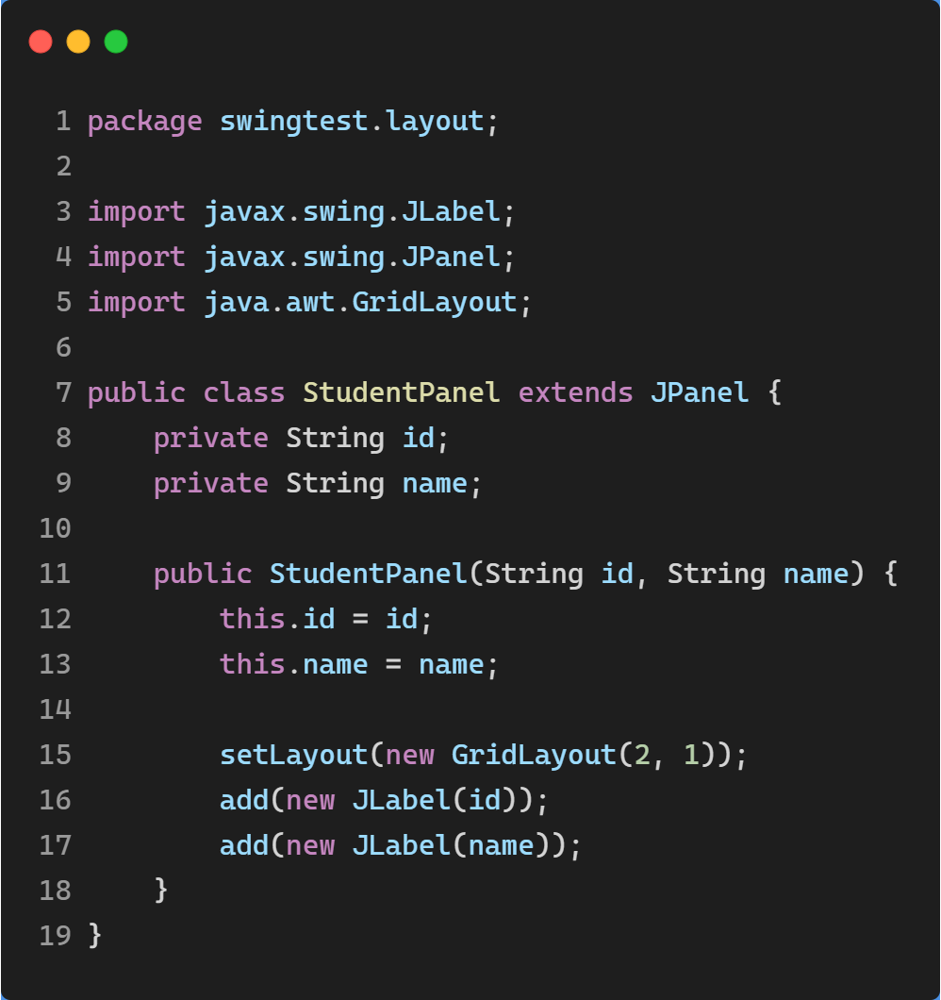 1 package swingtest.layout;
2
3 import javax.swing.JLabel;
4 import javax.swing.JPanel;
5 import java.awt.GridLayout;
6
7 public class StudentPanel extends JPanel {
8     private String id;
9     private String name;
10
11     public StudentPanel(String id, String name) {
12         this.id = id;
13         this.name = name;
14
15         setLayout(new GridLayout(2, 1));
16         add(new JLabel(id));
17         add(new JLabel(name));
18     }
19 }